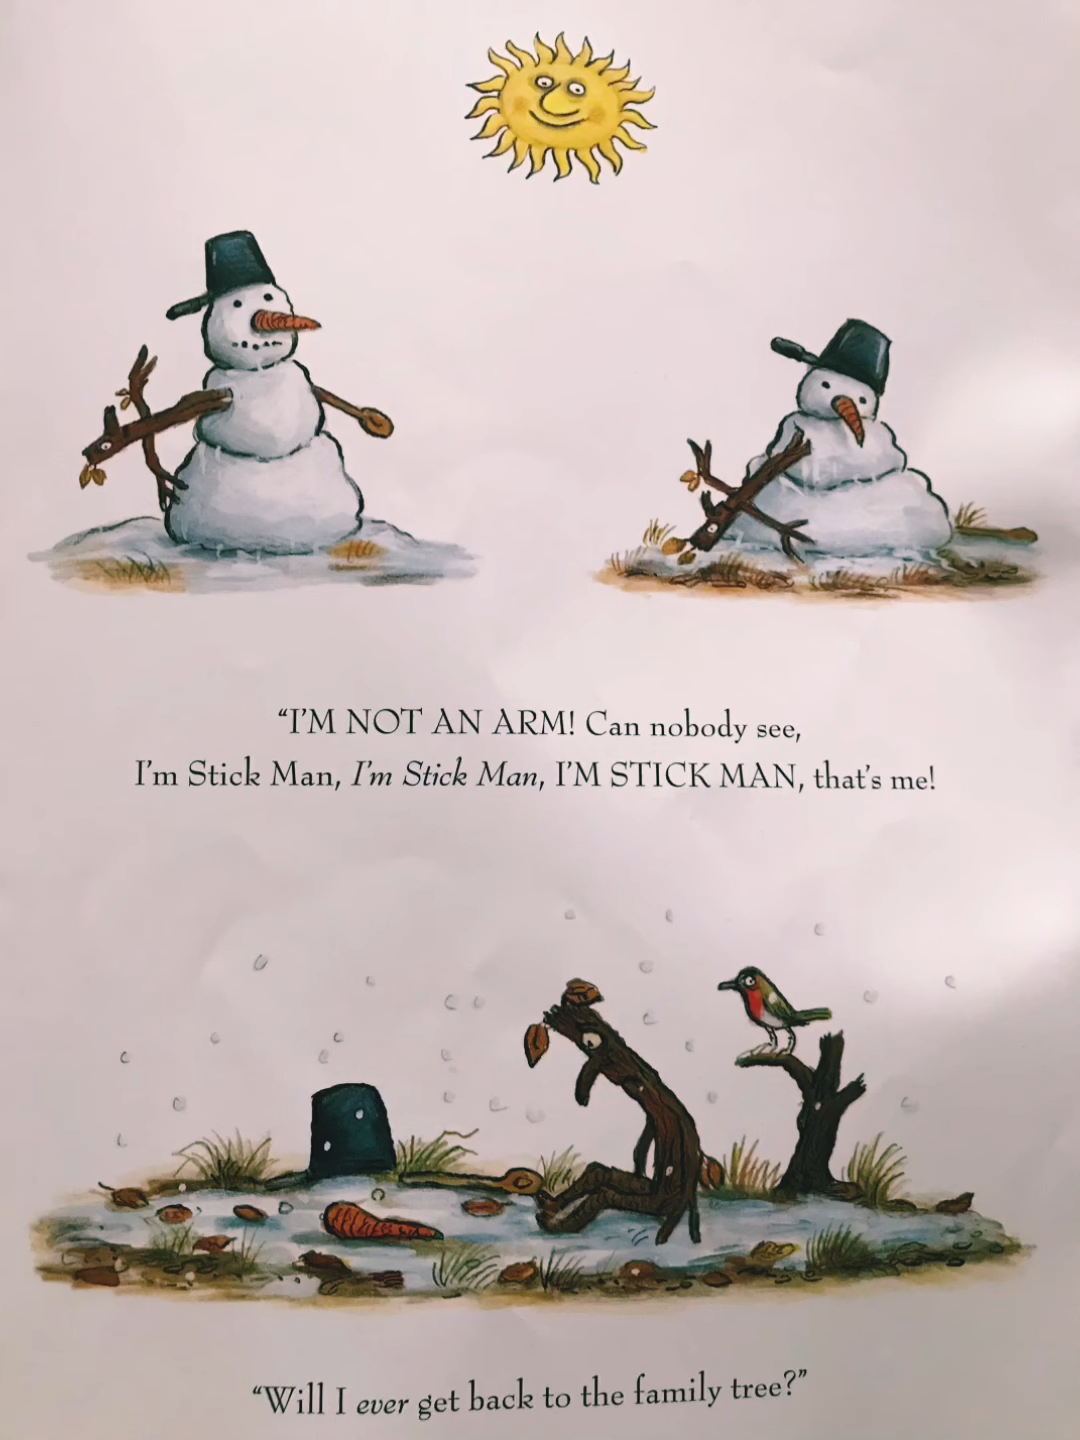 “I’M NOT AN ARM! Can nobody see,
I’m Stick Man, I’m Stick Man, I’M STICK MAN, that’s me!
“Will I ever get back to the family tree?”